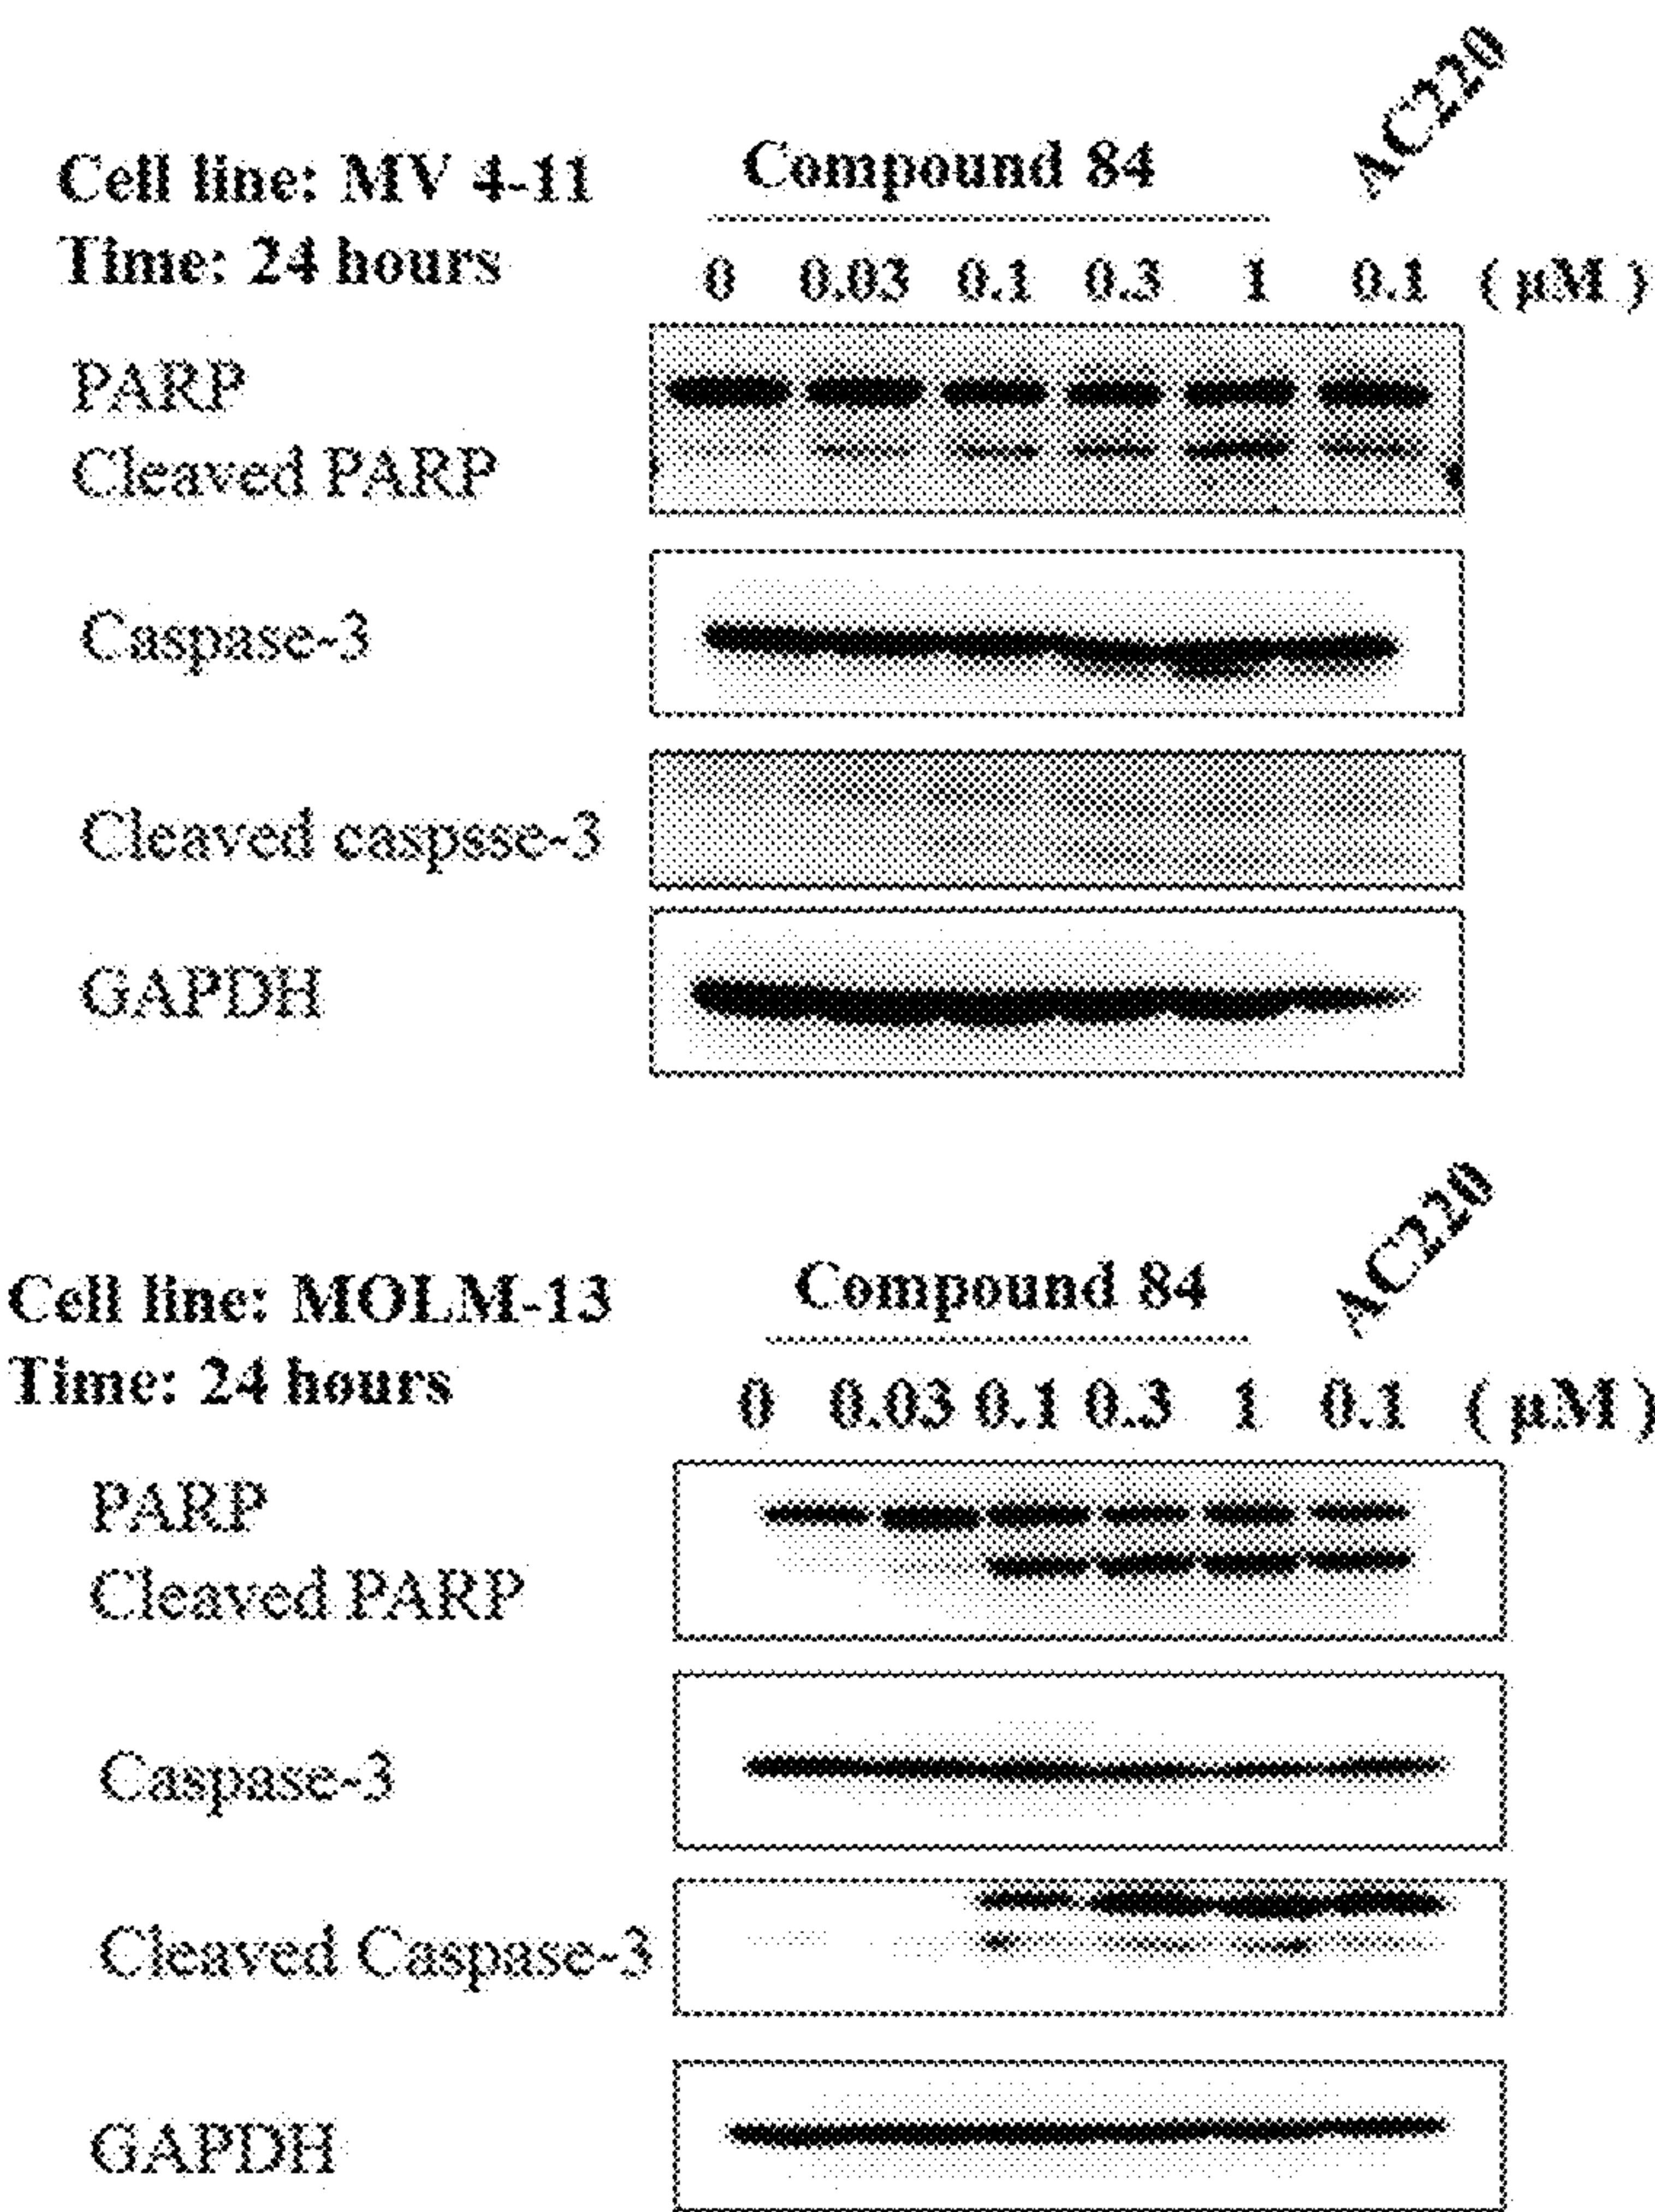 AC220
Cell line: MV 4-11
Compound 84
Time: 24 hours
0 0.03 0.1 0.3 1 0.1 ( µM )
PARP
Cleaved PARP
Caspase-3
Cleaved caspsse-3
GAPDH
AC220
Cell line: MOLM-13
Compound 84
Time: 24 hours
0 0.03 0.1 0.3 1 0.1 ( µM )
PARP
Cleaved PARP
Caspase-3
Cleaved Caspase-3
GAPDH